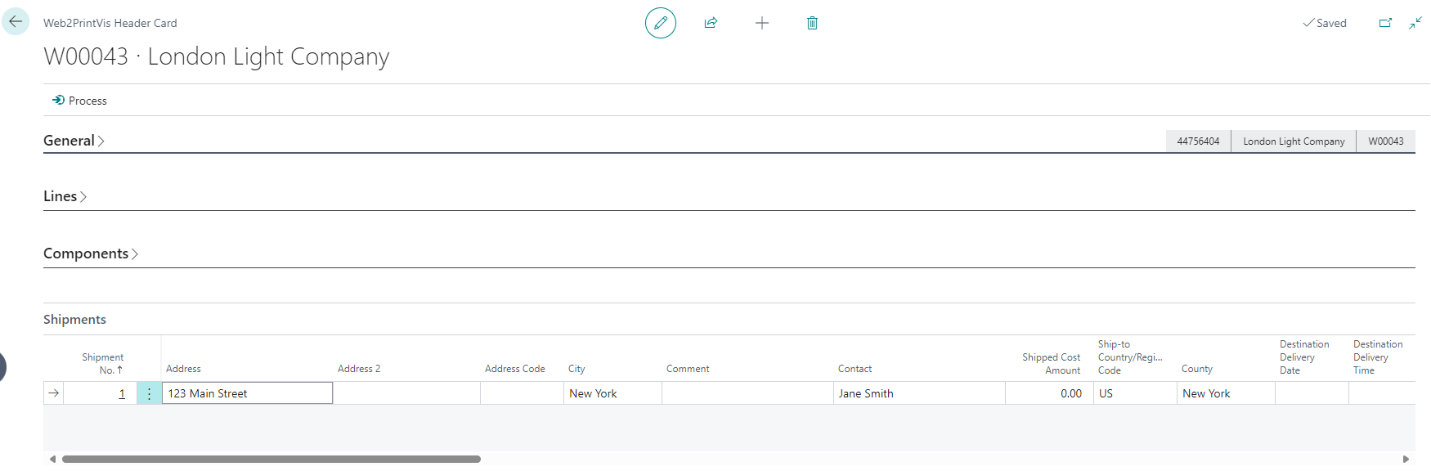 Web2PrintVis Header Card
Saved
W00043 · London Light Company
Process
General
44756404 London Light Company W00043
Lines
Components
Shipments
Shipment No. ↑ Address Address 2 Address Code City Comment Contact Shipped Cost Amount Ship-to Country/Regi... Code County Destination Delivery Date Destination Delivery Time
1 123 Main Street New York Jane Smith 0.00 US New York